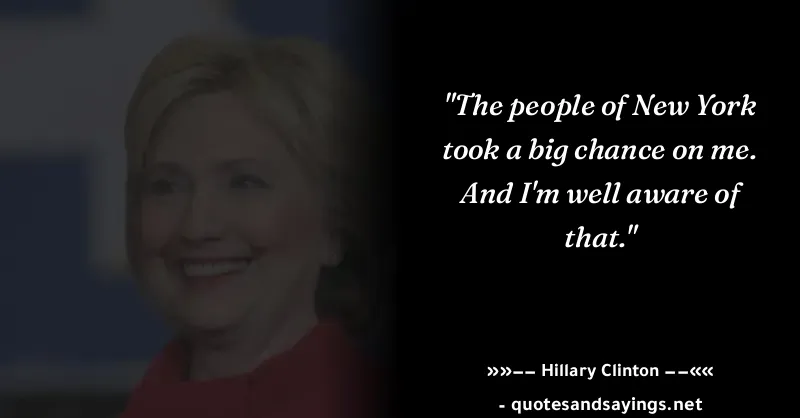 "The people of New York
took a big chance on me.
And I'm well aware of
that."
»»–– Hillary Clinton ––««
- quotesandsayings.net